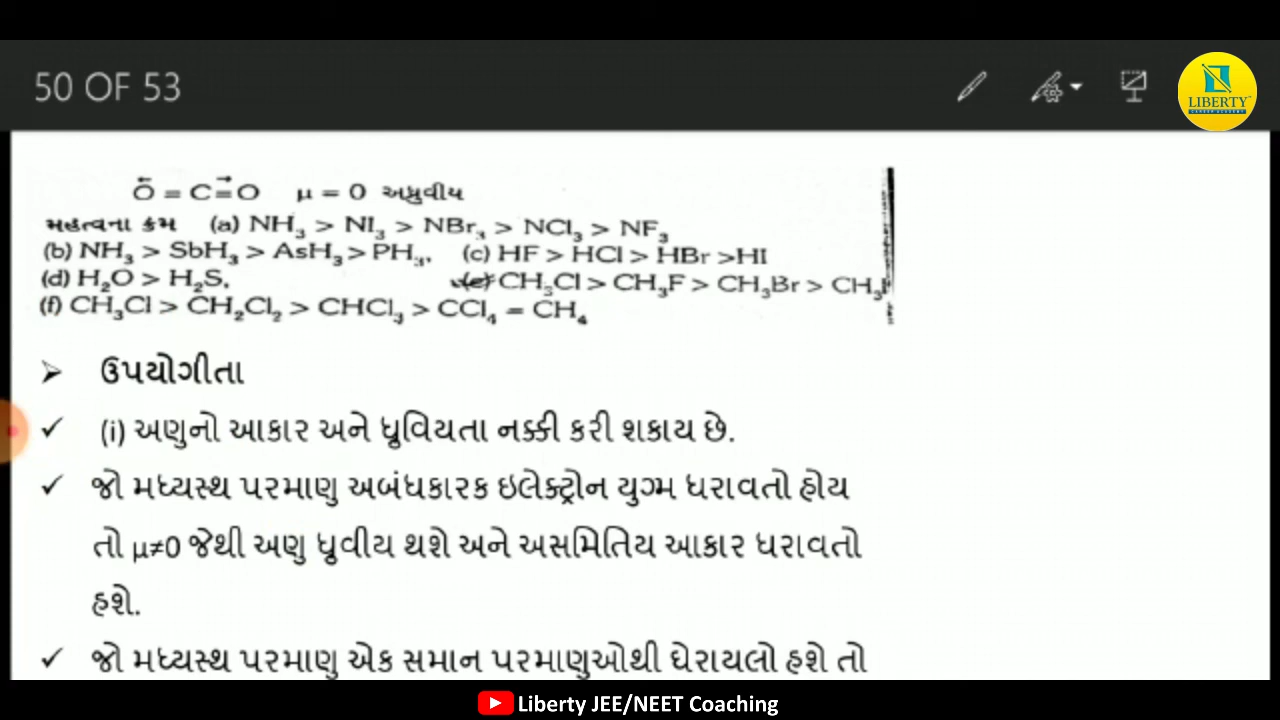 50 OF 53
LIBERTY
O = C = O μ = 0 અધ્રુવીય
મહત્વના ક્રમ (a) NH₃ > NI₃ > NBr₃ > NCl₃ > NF₃
(b) NH₃ > SbH₃ > AsH₃ > PH₃. (c) HF > HCl > HBr >HI
(d) H₂O > H₂S. (e) CH₃Cl > CH₃F > CH₃Br > CH₃I
(f) CH₃Cl > CH₂Cl₂ > CHCl₃ > CCl₄ = CH₄
➢ ઉપયોગીતા
✓ (i) અણુનો આકાર અને ધ્રુવિયતા નક્કી કરી શકાય છે.
✓ જો મધ્યસ્થ પરમાણુ અબંધકારક ઇલેક્ટ્રોન યુગ્મ ધરાવતો હોય
તો μ≠0 જેથી અણુ ધ્રુવીય થશે અને અસમિતિય આકાર ધરાવતો
હશે.
✓ જો મધ્યસ્થ પરમાણુ એક સમાન પરમાણુઓથી ઘેરાયલો હશે તો
Liberty JEE/NEET Coaching